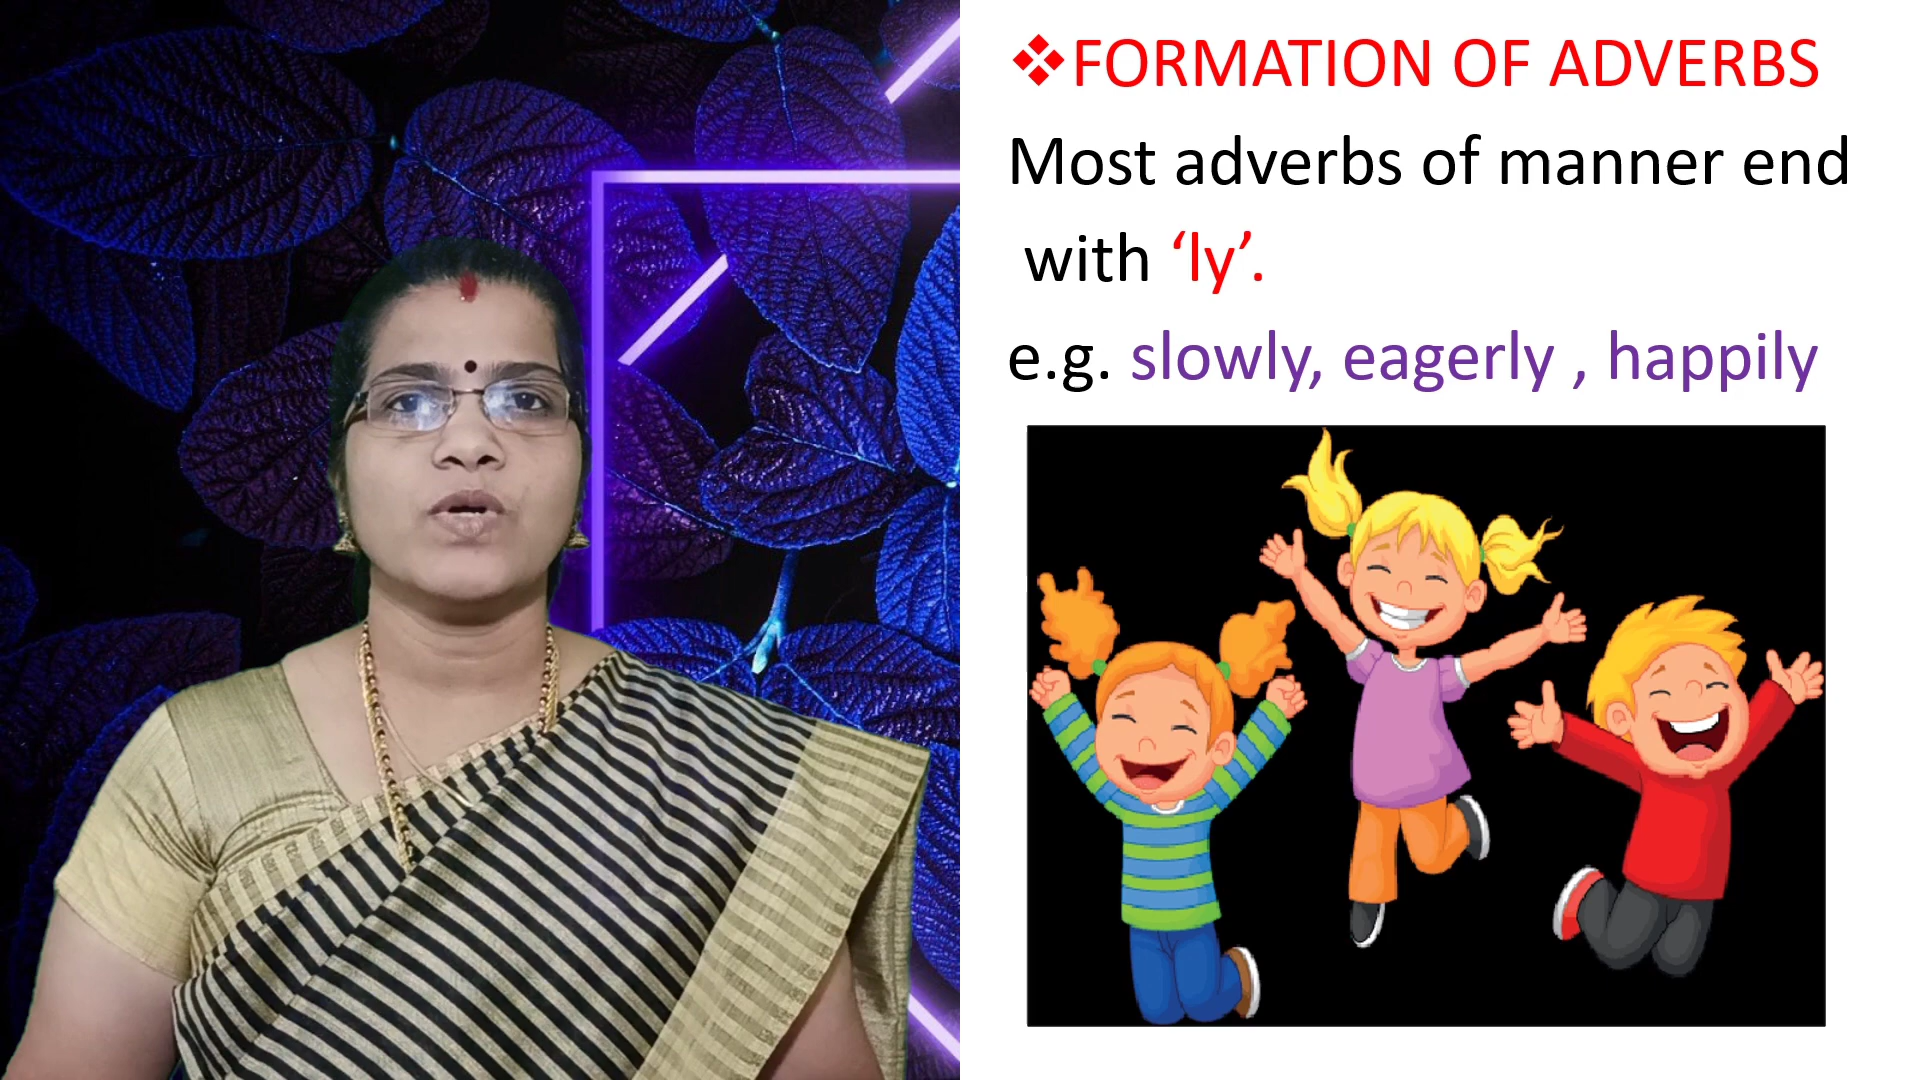 ❖FORMATION OF ADVERBS
Most adverbs of manner end
with ‘ly’.
e.g. slowly, eagerly , happily